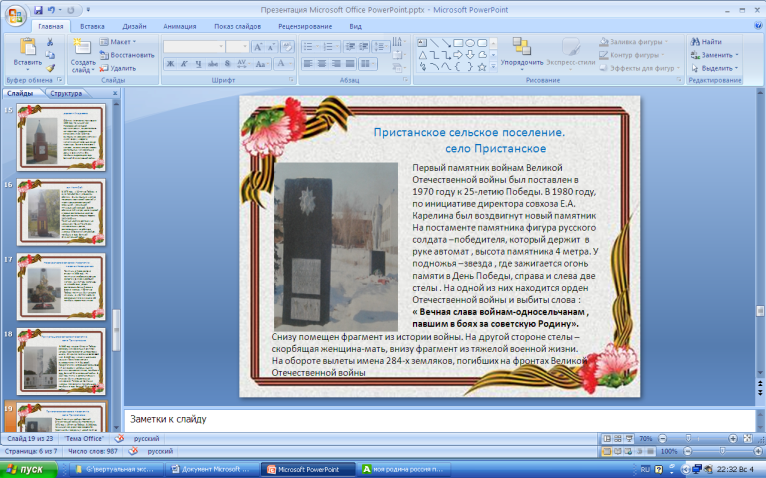 Презентация Microsoft Office PowerPoint.pptx - Microsoft PowerPoint
Главная Вставка Дизайн Анимация Показ слайдов Рецензирование Вид
Вставить
Буфер обмена
Создать слайд
Макет
Восстановить
Удалить
Слайды
Шрифт
Абзац
Упорядочить
Экспресс-стили
Заливка фигуры
Контур фигуры
Эффекты для фигур
Рисование
Найти
Заменить
Выделить
Редактирование
Слайды Структура
15
16
17
18
19
Пристанское сельское поселение.
село Пристанское
Первый памятник войнам Великой
Отечественной войны был поставлен в
1970 году к 25-летию Победы. В 1980 году,
по инициативе директора совхоза Е.А.
Карелина был воздвигнут новый памятник
На постаменте памятника фигура русского
солдата –победителя, который держит в
руке автомат , высота памятника 4 метра. У
подножья –звезда , где зажигается огонь
памяти в День Победы, справа и слева две
стелы . На одной из них находится орден
Отечественной войны и выбиты слова :
« Вечная слава войнам-односельчанам ,
павшим в боях за советскую Родину».
Снизу помещен фрагмент из истории войны. На другой стороне стелы –
скорбящая женщина-мать, внизу фрагмент из тяжелой военной жизни.
На обороте вылеты имена 284-х земляков, погибших на фронтах Великой
Отечественной войны
Заметки к слайду
Слайд 19 из 23 "Тема Office" русский 70%
Страница: 6 из 7 Число слов: 987 русский 100%
пуск G:\вертуальная экс... Документ Microsoft ... Microsoft PowerPoint моя родина россия п... RU 22:32 Вс 4